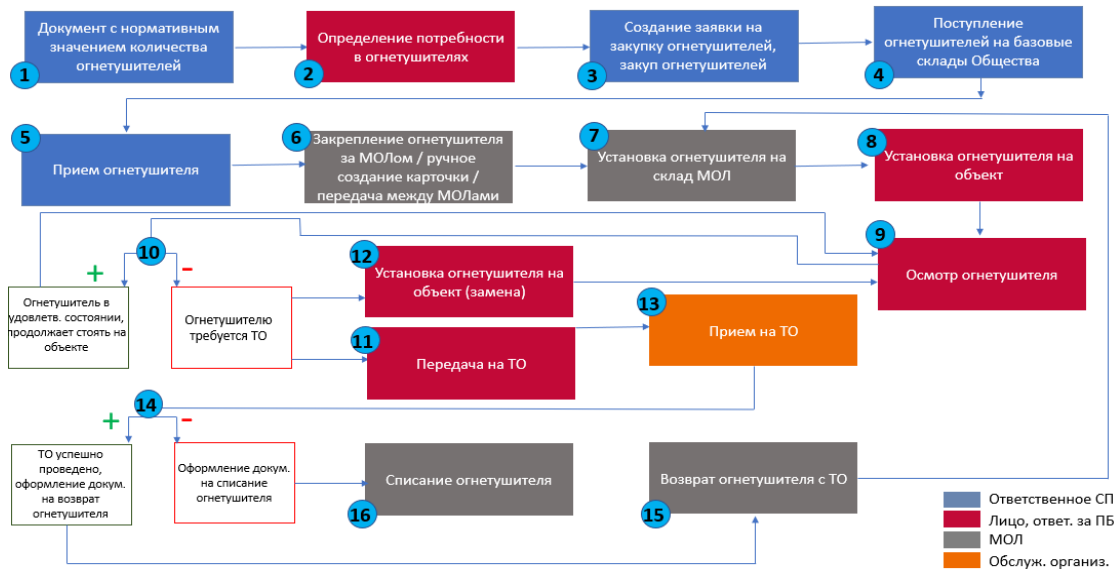 Документ с нормативным
значением количества
огнетушителей
1
Определение потребности
в огнетушителях
2
Создание заявки на
закупку огнетушителей,
закуп огнетушителей
3
Поступление
огнетушителей на базовые
склады Общества
4
5
Прием огнетушителя
6
Закрепление огнетушителя
за МОЛом / ручное
создание карточки /
передача между МОЛами
7
Установка огнетушителя на
склад МОЛ
8
Установка огнетушителя на
объект
9
Осмотр огнетушителя
10
+
-
Огнетушитель в
удовлетв. состоянии,
продолжает стоять на
объекте
Огнетушителю
требуется ТО
12
Установка огнетушителя на
объект (замена)
11
Передача на ТО
13
Прием на ТО
14
+
-
ТО успешно
проведено,
оформление докум.
на возврат
огнетушителя
Оформление докум.
на списание
огнетушителя
Списание огнетушителя
16
Возврат огнетушителя с ТО
15
Ответственное СП
Лицо, ответ. за ПБ
МОЛ
Обслуж. организ.